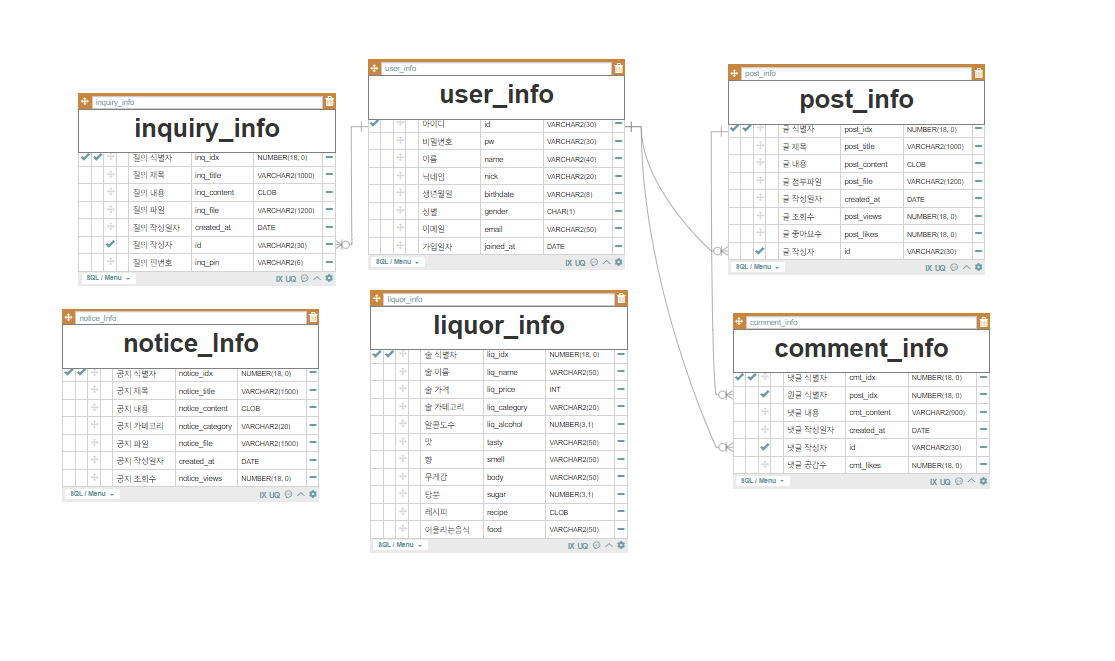 inquiry_info
inquiry_info
질의 식별자 inq_idx NUMBER(18, 0)
질의 제목 inq_title VARCHAR2(1000)
질의 내용 inq_content CLOB
질의 파일 inq_file VARCHAR2(1200)
질의 작성일자 created_at DATE
질의 작성자 id VARCHAR2(30)
질의 핀번호 inq_pin VARCHAR2(6)
SQL / Menu IX UQ
user_info
user_info
아이디 id VARCHAR2(30)
비밀번호 pw VARCHAR2(30)
이름 name VARCHAR2(40)
닉네임 nick VARCHAR2(20)
생년월일 birthdate VARCHAR2(8)
성별 gender CHAR(1)
이메일 email VARCHAR2(50)
가입일자 joined_at DATE
SQL / Menu IX UQ
post_info
post_info
글 식별자 post_idx NUMBER(18, 0)
글 제목 post_title VARCHAR2(1000)
글 내용 post_content CLOB
글 첨부파일 post_file VARCHAR2(1200)
글 작성일자 created_at DATE
글 조회수 post_views NUMBER(18, 0)
글 좋아요수 post_likes NUMBER(18, 0)
글 작성자 id VARCHAR2(30)
SQL / Menu IX UQ
notice_Info
notice_Info
공지 식별자 notice_idx NUMBER(18, 0)
공지 제목 notice_title VARCHAR2(1500)
공지 내용 notice_content CLOB
공지 카테고리 notice_category VARCHAR2(20)
공지 파일 notice_file VARCHAR2(1500)
공지 작성일자 created_at DATE
공지 조회수 notice_views NUMBER(18, 0)
SQL / Menu IX UQ
liquor_info
liquor_info
술 식별자 liq_idx NUMBER(18, 0)
술 이름 liq_name VARCHAR2(50)
술 가격 liq_price INT
술 카테고리 liq_category VARCHAR2(20)
알콜도수 liq_alcohol NUMBER(3,1)
맛 tasty VARCHAR2(50)
향 smell VARCHAR2(50)
무게감 body VARCHAR2(50)
당분 sugar NUMBER(3,1)
레시피 recipe CLOB
어울리는음식 food VARCHAR2(50)
SQL / Menu IX UQ
comment_info
comment_info
댓글 식별자 cmt_idx NUMBER(18, 0)
원글 식별자 post_idx NUMBER(18, 0)
댓글 내용 cmt_content VARCHAR2(900)
댓글 작성일자 created_at DATE
댓글 작성자 id VARCHAR2(30)
댓글 공감수 cmt_likes NUMBER(18, 0)
SQL / Menu IX UQ